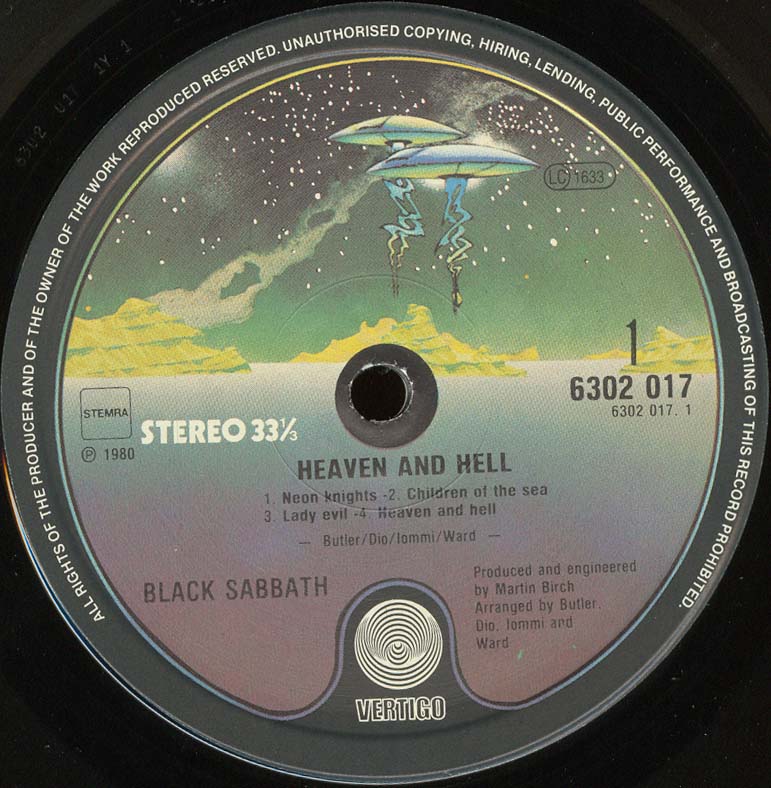 ALL RIGHTS OF THE PRODUCER AND OF THE OWNER OF THE WORK REPRODUCED RESERVED. UNAUTHORISED COPYING, HIRING, LENDING, PUBLIC PERFORMANCE AND BROADCASTING OF THIS RECORD PROHIBITED.
LC 1633
1
6302 017
6302 017. 1
STEMRA
STEREO 33⅓
℗ 1980
HEAVEN AND HELL
1. Neon knights -2. Children of the sea
3. Lady evil -4. Heaven and hell
— Butler/Dio/Iommi/Ward —
BLACK SABBATH
Produced and engineered
by Martin Birch
Arranged by Butler,
Dio, Iommi and
Ward
VERTIGO